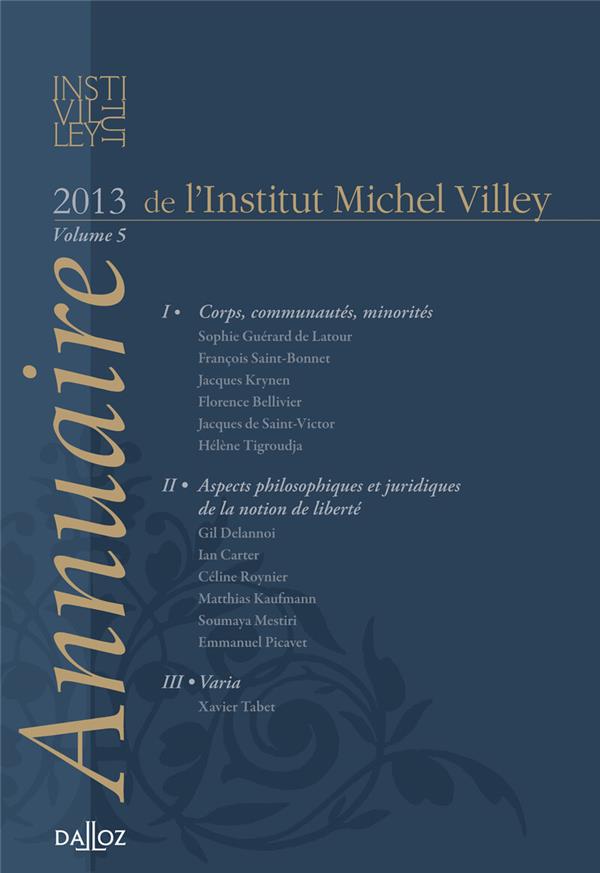 INSTI
VIL TUT
LEY
2013 de l'Institut Michel Villey
Volume 5
Annuaire
I • Corps, communautés, minorités
Sophie Guérard de Latour
François Saint-Bonnet
Jacques Krynen
Florence Bellivier
Jacques de Saint-Victor
Hélène Tigroudja
II • Aspects philosophiques et juridiques
de la notion de liberté
Gil Delannoi
Ian Carter
Céline Roynier
Matthias Kaufmann
Soumaya Mestiri
Emmanuel Picavet
III • Varia
Xavier Tabet
DALLOZ